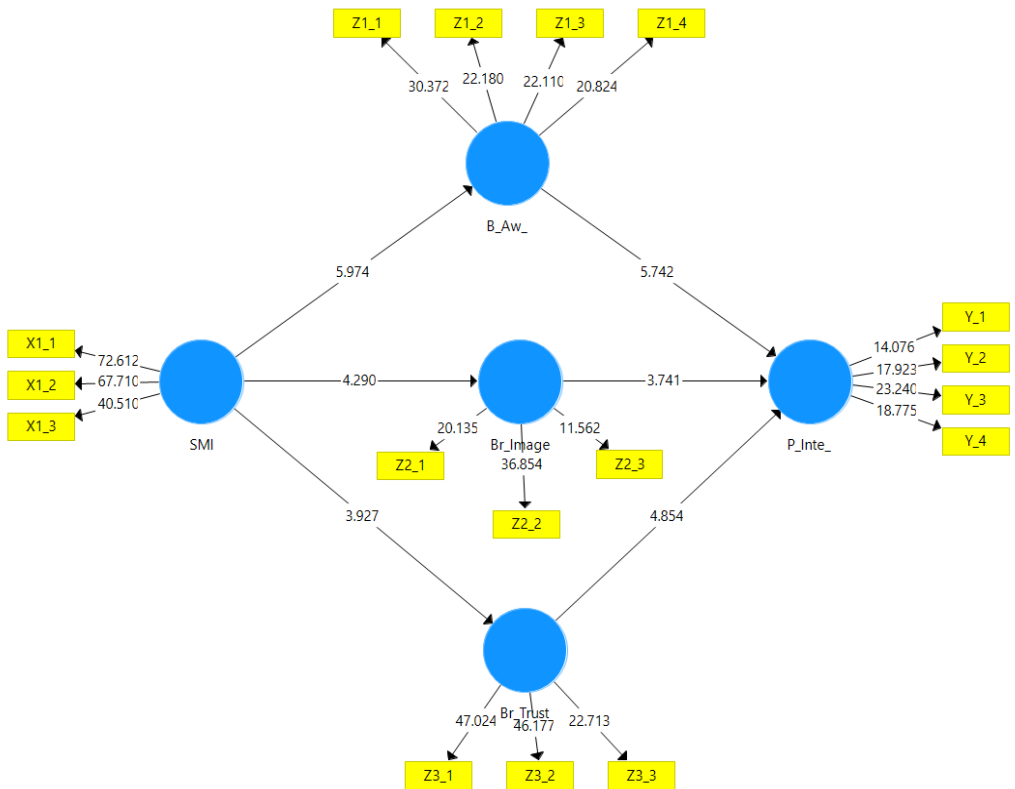 Z1_1 Z1_2 Z1_3 Z1_4
30.372 22.180 22.110 20.824
B_Aw_
5.974 5.742
X1_1
X1_2
X1_3
72.612
67.710
40.510
SMI
4.290
Br_Image
3.741
20.135 36.854 11.562
Z2_1 Z2_2 Z2_3
P_Inte_
14.076
17.923
23.240
18.775
Y_1
Y_2
Y_3
Y_4
3.927 4.854
Br_Trust
47.024 46.177 22.713
Z3_1 Z3_2 Z3_3